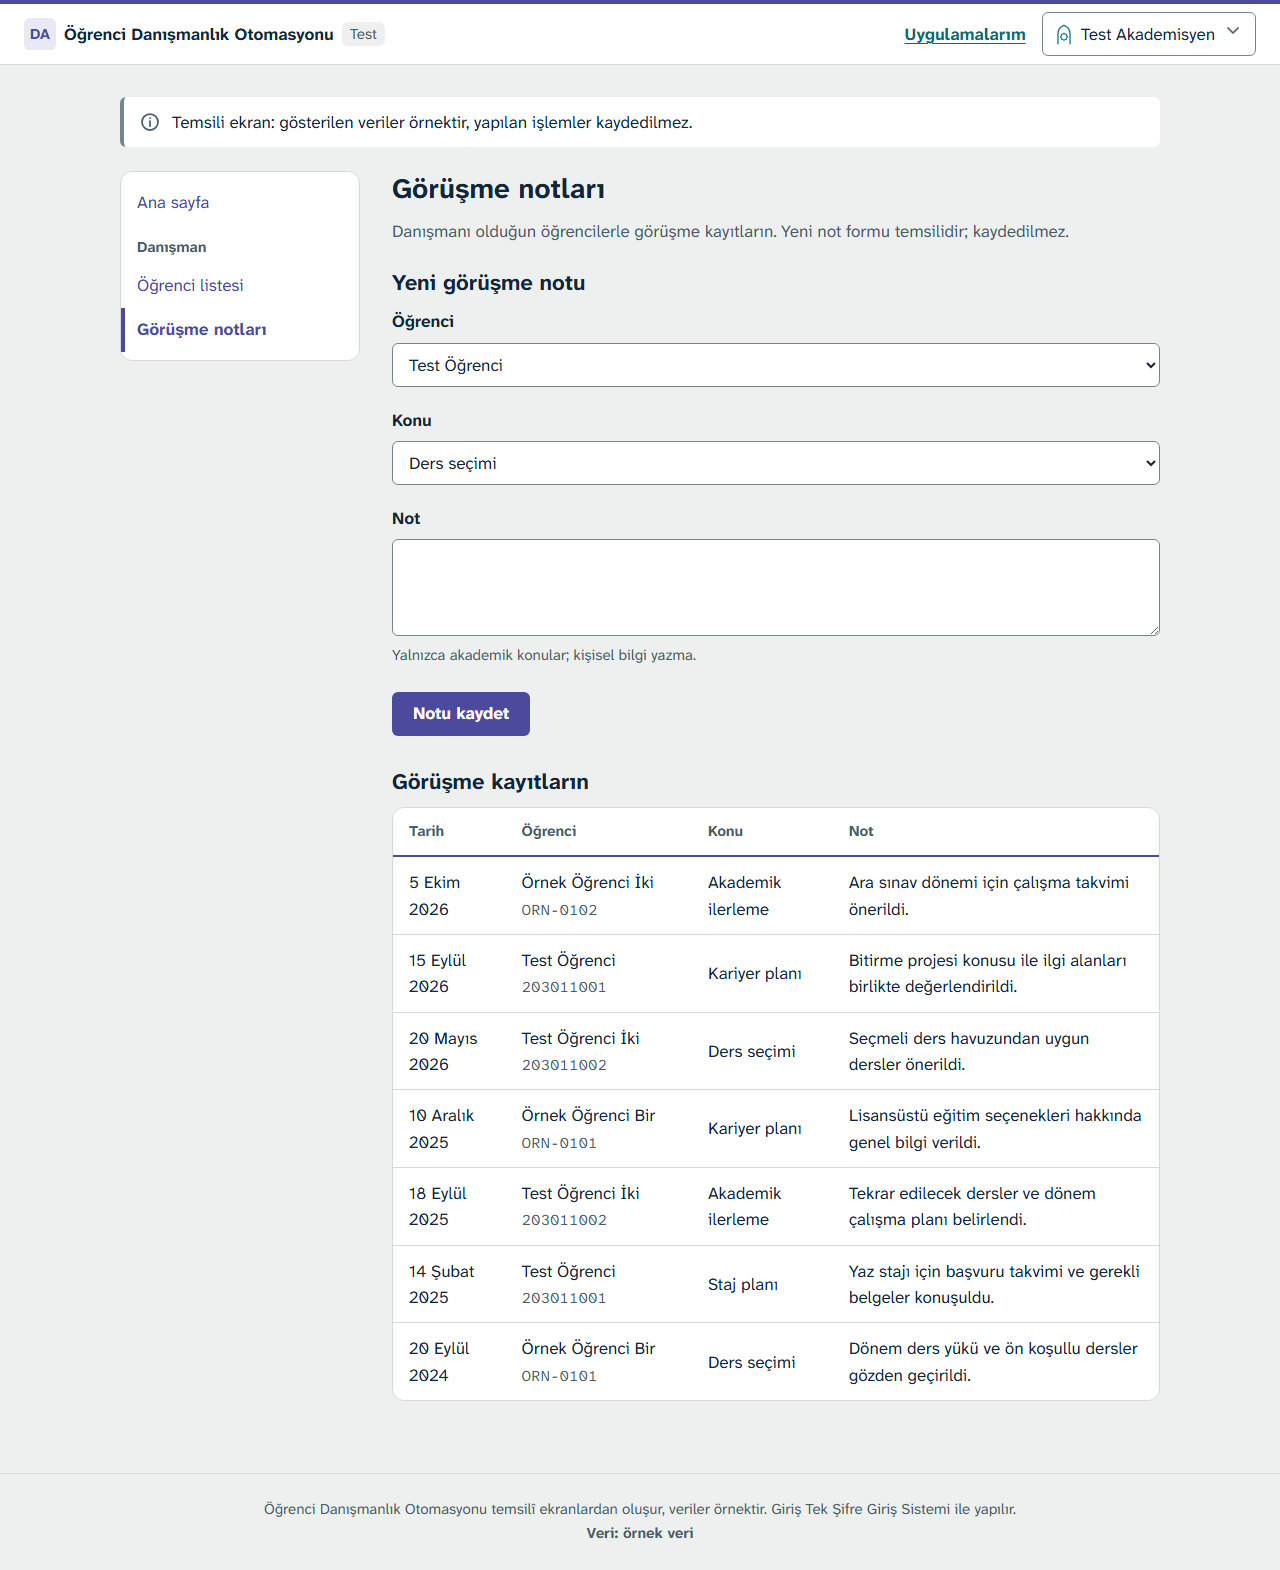 DA Öğrenci Danışmanlık Otomasyonu Test
Uygulamalarım
Test Akademisyen
Temsili ekran: gösterilen veriler örnektir, yapılan işlemler kaydedilmez.
Ana sayfa
Danışman
Öğrenci listesi
Görüşme notları
Görüşme notları
Danışmanı olduğun öğrencilerle görüşme kayıtların. Yeni not formu temsilidir; kaydedilmez.
Yeni görüşme notu
Öğrenci
Test Öğrenci
Konu
Ders seçimi
Not
Yalnızca akademik konular; kişisel bilgi yazma.
Notu kaydet
Görüşme kayıtların
Tarih Öğrenci Konu Not
5 Ekim 2026 Örnek Öğrenci İki ORN-0102 Akademik ilerleme Ara sınav dönemi için çalışma takvimi önerildi.
15 Eylül 2026 Test Öğrenci 203011001 Kariyer planı Bitirme projesi konusu ile ilgi alanları birlikte değerlendirildi.
20 Mayıs 2026 Test Öğrenci İki 203011002 Ders seçimi Seçmeli ders havuzundan uygun dersler önerildi.
10 Aralık 2025 Örnek Öğrenci Bir ORN-0101 Kariyer planı Lisansüstü eğitim seçenekleri hakkında genel bilgi verildi.
18 Eylül 2025 Test Öğrenci İki 203011002 Akademik ilerleme Tekrar edilecek dersler ve dönem çalışma planı belirlendi.
14 Şubat 2025 Test Öğrenci 203011001 Staj planı Yaz stajı için başvuru takvimi ve gerekli belgeler konuşuldu.
20 Eylül 2024 Örnek Öğrenci Bir ORN-0101 Ders seçimi Dönem ders yükü ve ön koşullu dersler gözden geçirildi.
Öğrenci Danışmanlık Otomasyonu temsilî ekranlardan oluşur, veriler örnektir. Giriş Tek Şifre Giriş Sistemi ile yapılır.
Veri: örnek veri